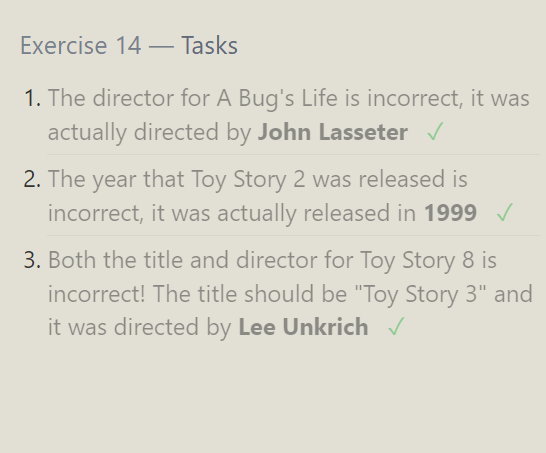 Exercise 14 — Tasks
1. The director for A Bug's Life is incorrect, it was
actually directed by John Lasseter ✓
2. The year that Toy Story 2 was released is
incorrect, it was actually released in 1999 ✓
3. Both the title and director for Toy Story 8 is
incorrect! The title should be "Toy Story 3" and
it was directed by Lee Unkrich ✓